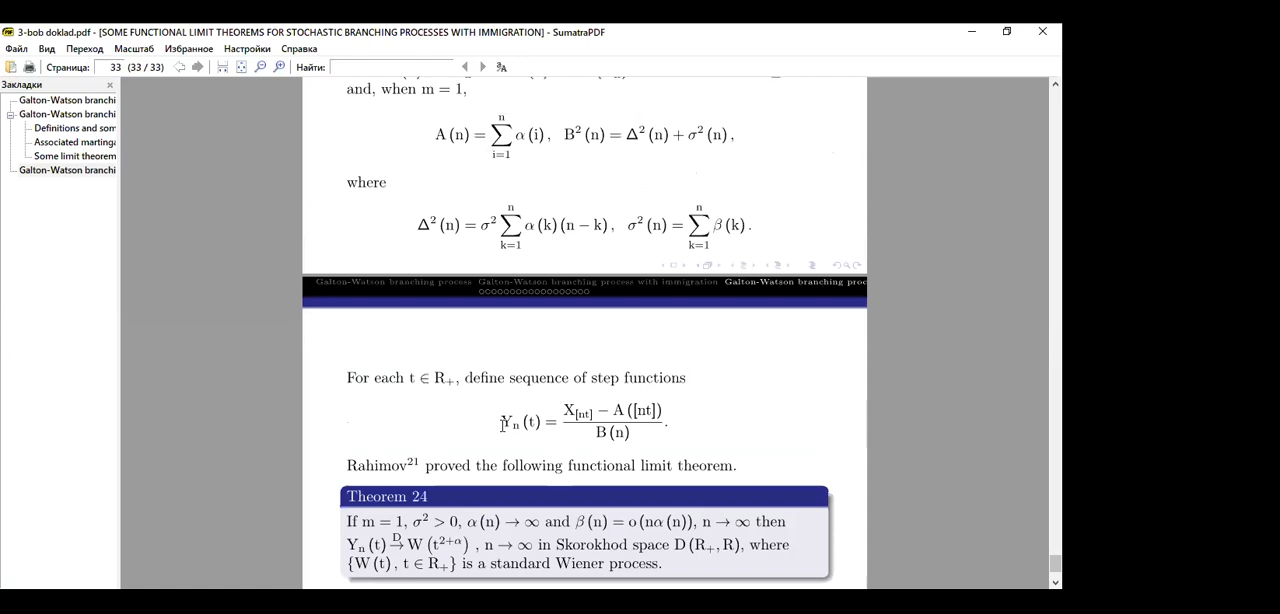 3-bob doklad.pdf - [SOME FUNCTIONAL LIMIT THEOREMS FOR STOCHASTIC BRANCHING PROCESSES WITH IMMIGRATION] - SumatraPDF
Файл Вид Переход Масштаб Избранное Настройки Справка
Страница: 33 (33 / 33) Найти:
Закладки
Galton-Watson branchi
Galton-Watson branchi
Definitions and som
Associated marting
Some limit theorem
Galton-Watson branchi
and, when m = 1,
A (n) = ∑_{i=1}^{n} α (i), B² (n) = Δ² (n) + σ² (n),
where
Δ² (n) = σ² ∑_{k=1}^{n} α (k) (n − k), σ² (n) = ∑_{k=1}^{n} β (k).
Galton-Watson branching process Galton-Watson branching process with immigration Galton-Watson branching proc
For each t ∈ R₊, define sequence of step functions
Yₙ (t) = (X_{[nt]} − A ([nt])) / B (n).
Rahimov²¹ proved the following functional limit theorem.
Theorem 24
If m = 1, σ² > 0, α (n) → ∞ and β (n) = o (nα (n)), n → ∞ then
Yₙ (t) →^D W (t^{2+α}), n → ∞ in Skorokhod space D (R₊, R), where
{W (t), t ∈ R₊} is a standard Wiener process.